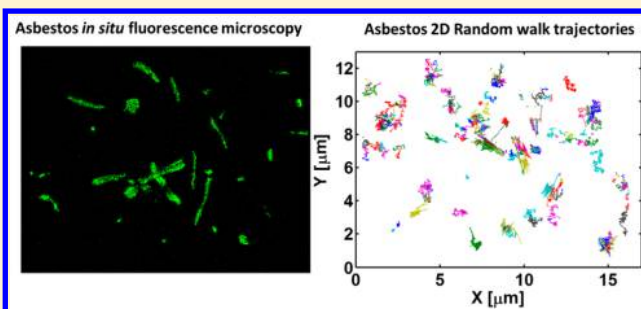 Asbestos in situ fluorescence microscopy
Asbestos 2D Random walk trajectories
12
10
8
6
4
2
0
Y [µm]
0
5
10
15
X [µm]